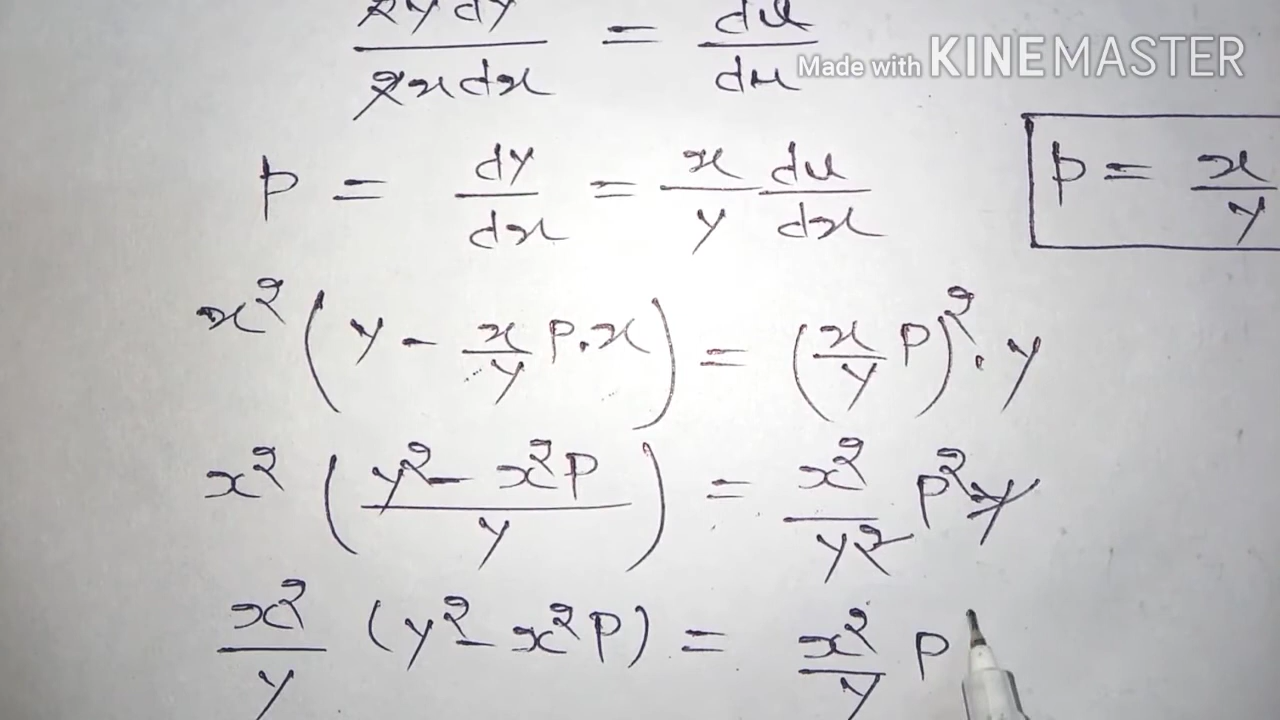 2y dy / 2x dx = du / du
Made with KINEMASTER
P = dy/dx = x/y du/dx
P = x/y
x² ( y - x/y P.x ) = ( x/y P )² . y
x² ( y² - x²P / y ) = x²/y² P² y
x²/y ( y² - x²P ) = x²/y P